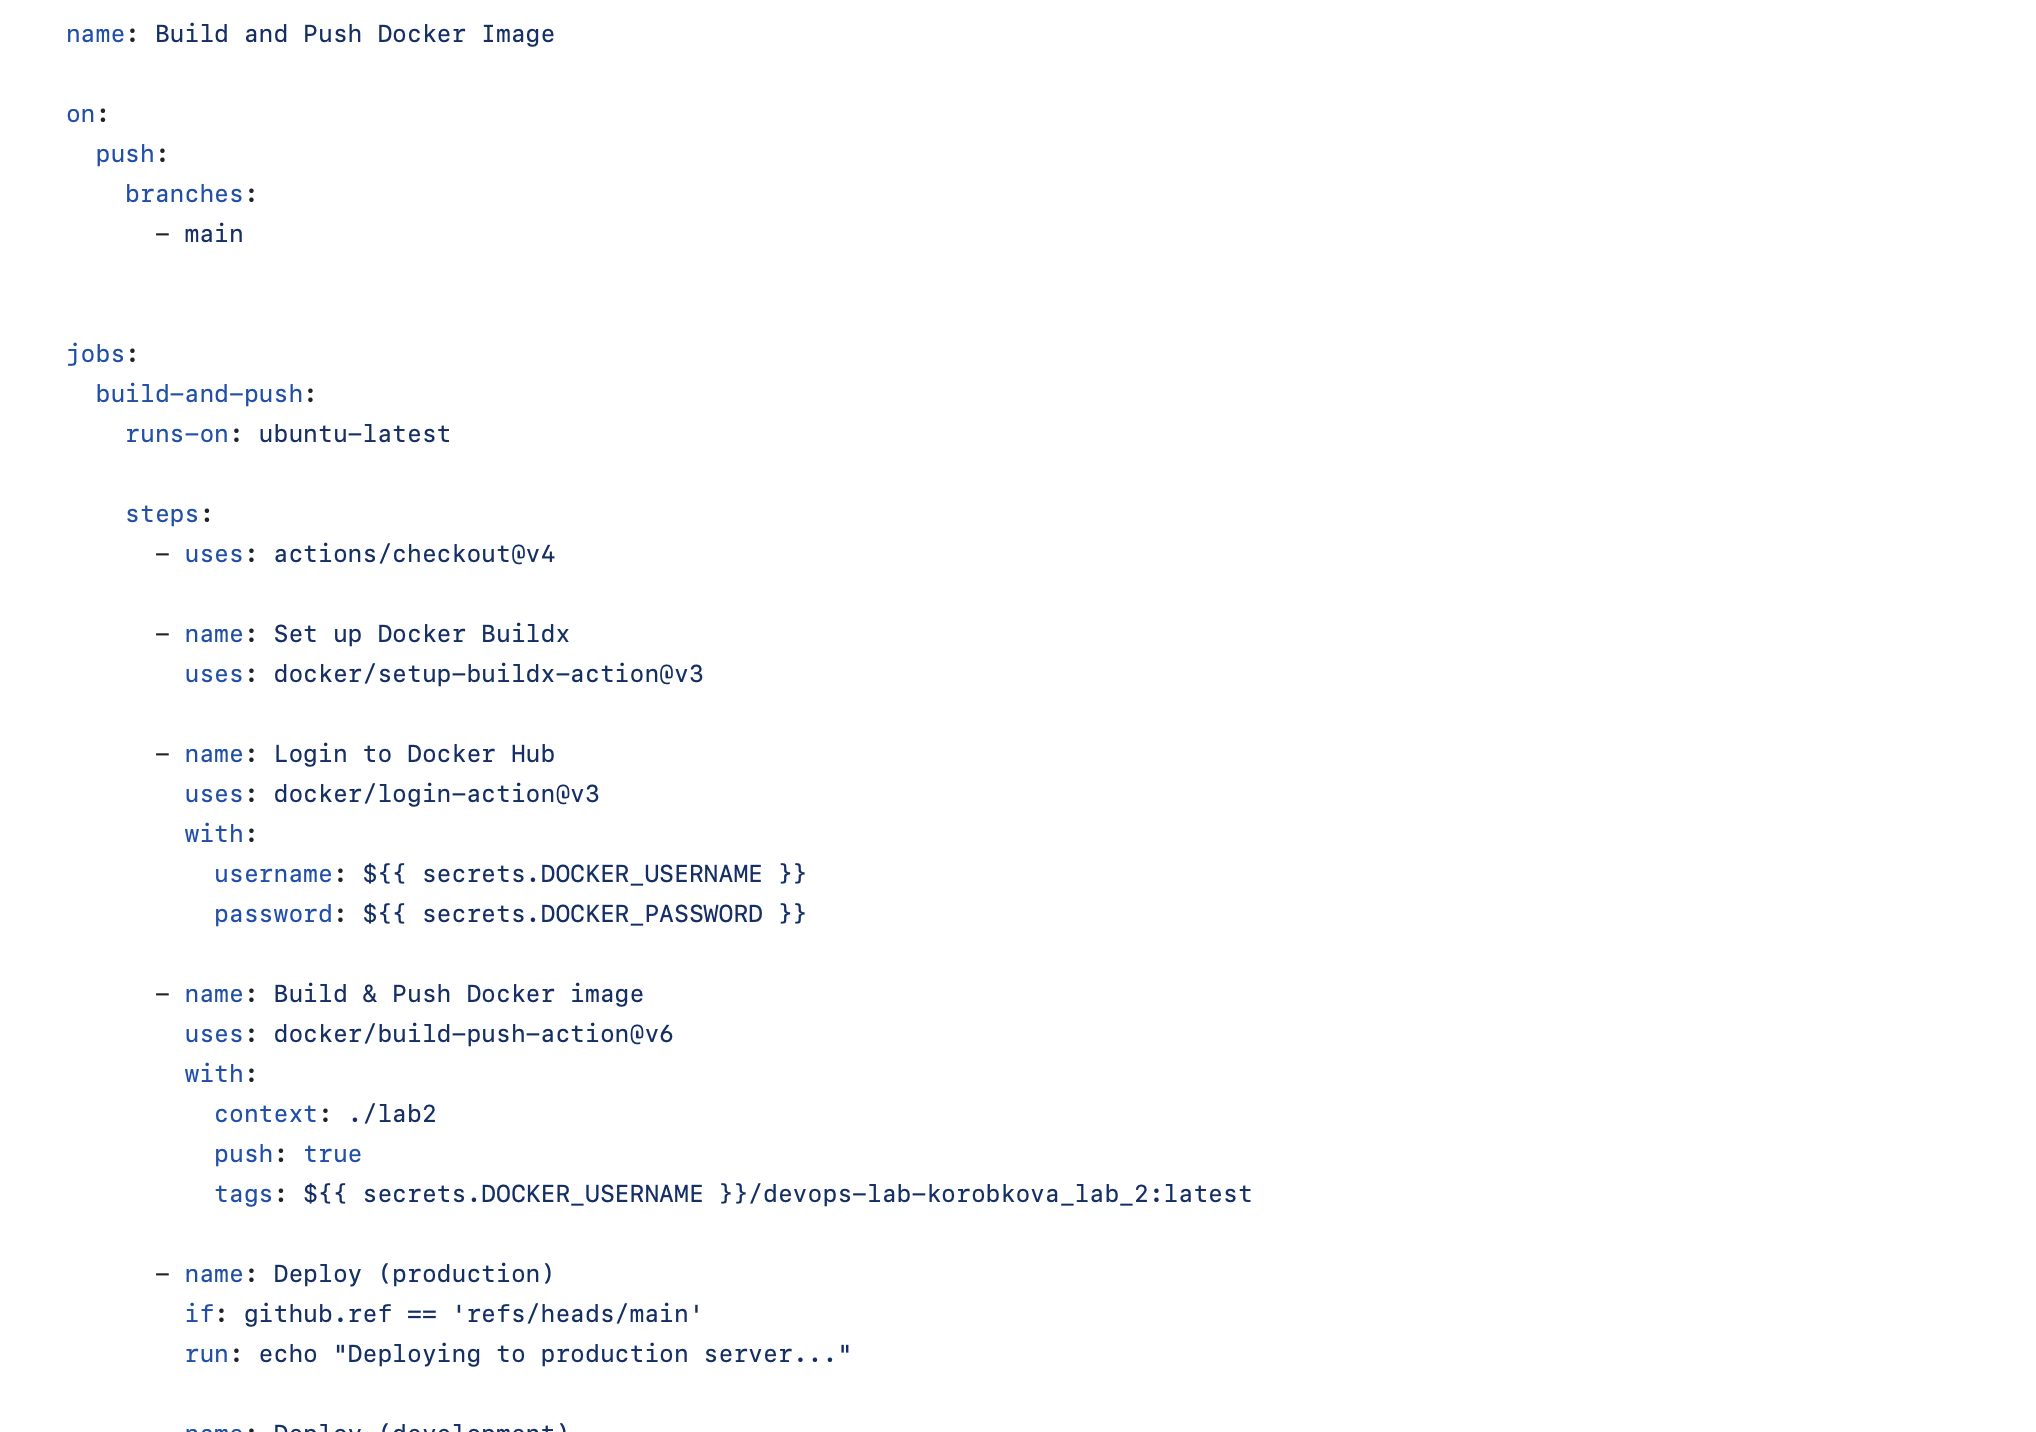 name: Build and Push Docker Image
on:
push:
branches:
- main
jobs:
build-and-push:
runs-on: ubuntu-latest
steps:
- uses: actions/checkout@v4
- name: Set up Docker Buildx
uses: docker/setup-buildx-action@v3
- name: Login to Docker Hub
uses: docker/login-action@v3
with:
username: ${{ secrets.DOCKER_USERNAME }}
password: ${{ secrets.DOCKER_PASSWORD }}
- name: Build & Push Docker image
uses: docker/build-push-action@v6
with:
context: ./lab2
push: true
tags: ${{ secrets.DOCKER_USERNAME }}/devops-lab-korobkova_lab_2:latest
- name: Deploy (production)
if: github.ref == 'refs/heads/main'
run: echo "Deploying to production server..."
name: Deploy (development)